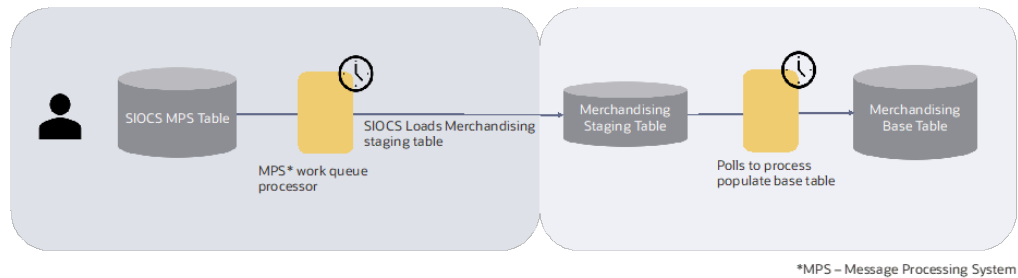 SIOCS MPS Table
MPS* work queue
processor
SIOCS Loads Merchandising
staging table
Merchandising
Staging Table
Polls to process
populate base table
Merchandising
Base Table
*MPS – Message Processing System